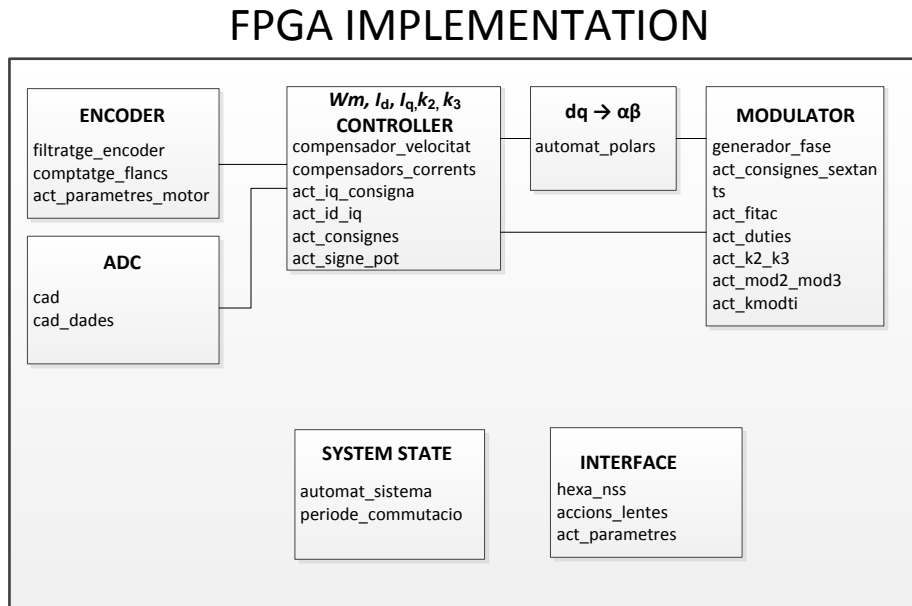 FPGA IMPLEMENTATION
ENCODER
filtratge_encoder
comptatge_flancs
act_parametres_motor
ADC
cad
cad_dades
Wm, Id, Iq,k2, k3
CONTROLLER
compensador_velocitat
compensadors_corrents
act_iq_consigna
act_id_iq
act_consignes
act_signe_pot
dq → αβ
automat_polars
MODULATOR
generador_fase
act_consignes_sextan
ts
act_fitac
act_duties
act_k2_k3
act_mod2_mod3
act_kmodti
SYSTEM STATE
automat_sistema
periode_commutacio
INTERFACE
hexa_nss
accions_lentes
act_parametres